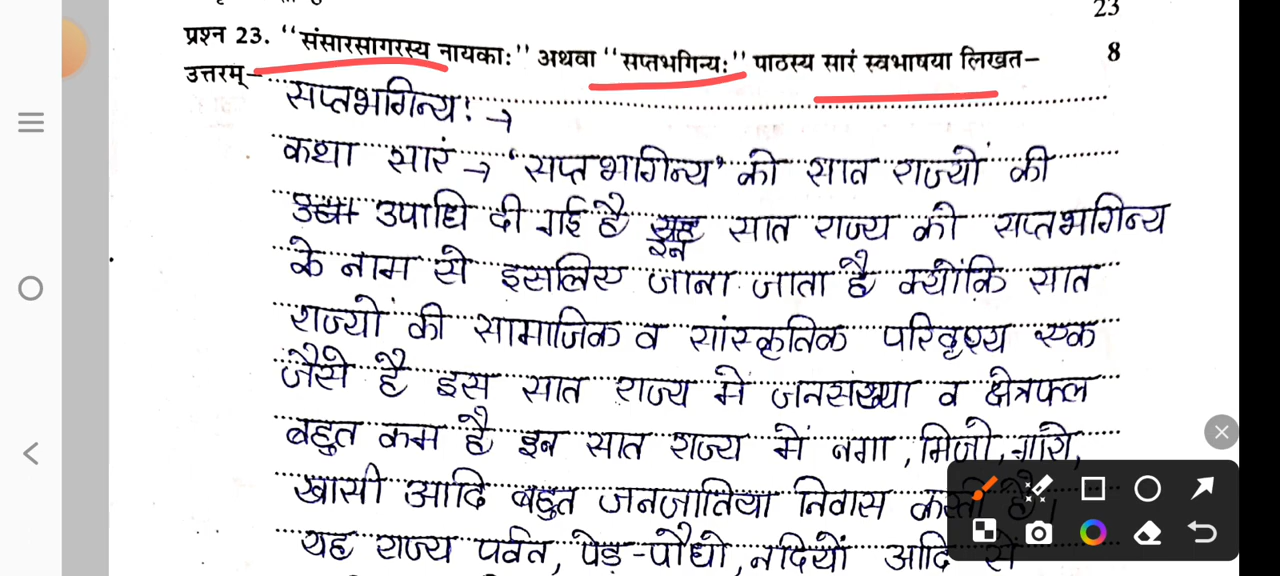 23
प्रश्न 23. "संसारसागरस्य नायकाः" अथवा "सप्तभगिन्यः" पाठस्य सारं स्वभाषया लिखत– 8
उत्तरम्–
सप्तभगिन्य: →
कथा सारं → 'सप्तभगिन्य' को सात राज्यों की
उपाधि दी गई है इन सात राज्य को सप्तभगिन्य
के नाम से इसलिए जाना जाता है क्योंकि सात
राज्यों की सामाजिक व सांस्कृतिक परिदृश्य एक
जैसे है इस सात राज्य में जनसंख्या व क्षेत्रफल
बहुत कम है इन सात राज्य में नगा, मिजो, गारो,
खासी आदि बहुत जनजातिया निवास करती है।
यह राज्य पर्वत, पेड़-पौधो, नदियों आदि से